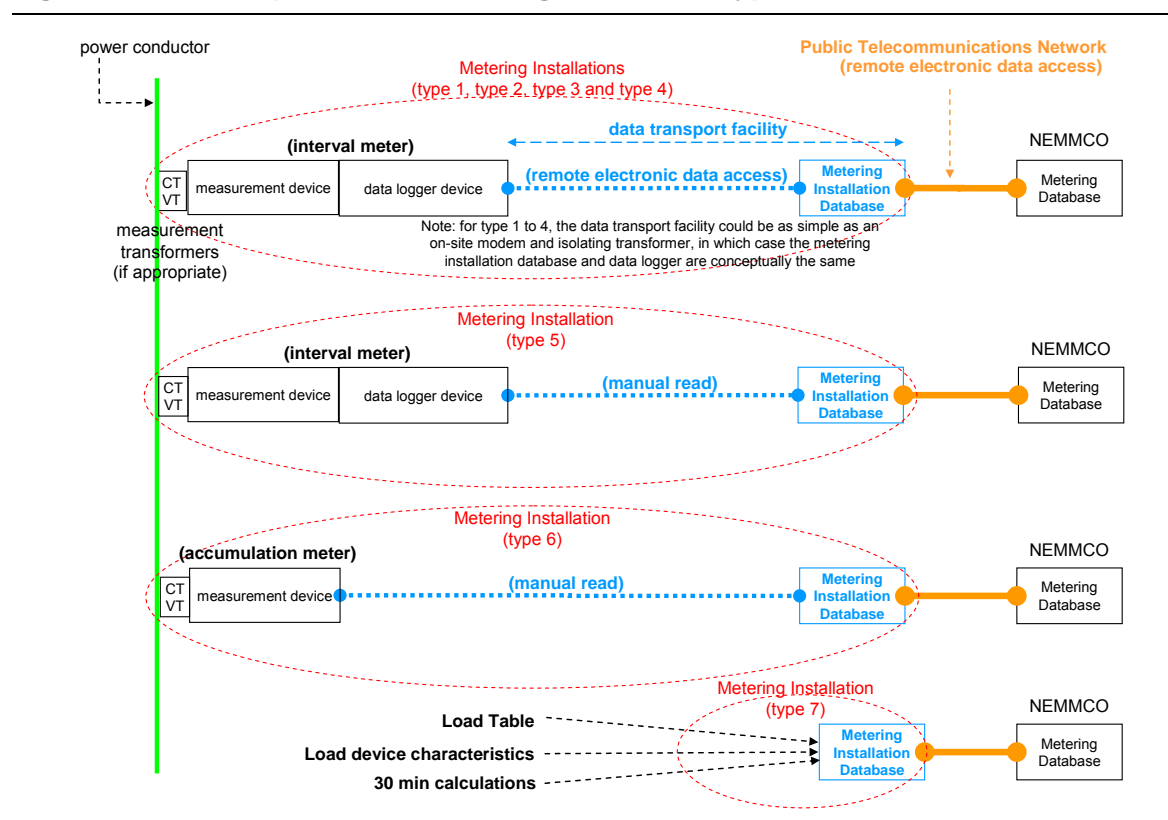 power conductor
Public Telecommunications Network
(remote electronic data access)
Metering Installations
(type 1, type 2, type 3 and type 4)
data transport facility
NEMMCO
(interval meter)
CT
VT
measurement device
data logger device
(remote electronic data access)
Metering
Installation
Database
Metering
Database
measurement
transformers
(if appropriate)
Note: for type 1 to 4, the data transport facility could be as simple as an
on-site modem and isolating transformer, in which case the metering
installation database and data logger are conceptually the same
Metering Installation
(type 5)
NEMMCO
(interval meter)
CT
VT
measurement device
data logger device
(manual read)
Metering
Installation
Database
Metering
Database
Metering Installation
(type 6)
NEMMCO
(accumulation meter)
CT
VT
measurement device
(manual read)
Metering
Installation
Database
Metering
Database
Metering Installation
(type 7)
NEMMCO
Load Table
Load device characteristics
30 min calculations
Metering
Installation
Database
Metering
Database